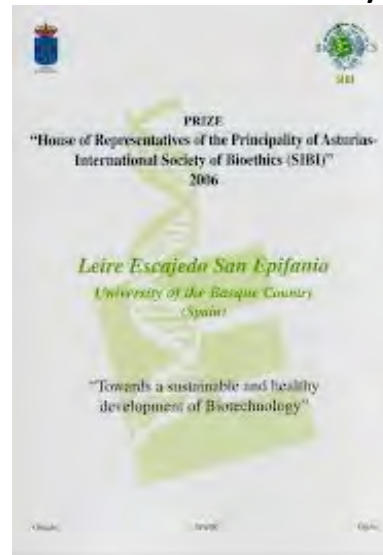 SIBI
PRIZE
"House of Representatives of the Principality of Asturias-
International Society of Bioethics (SIBI)"
2006
Leire Escajedo San Epifanio
University of the Basque Country
(Spain)
"Towards a sustainable and healthy
development of Biotechnology"